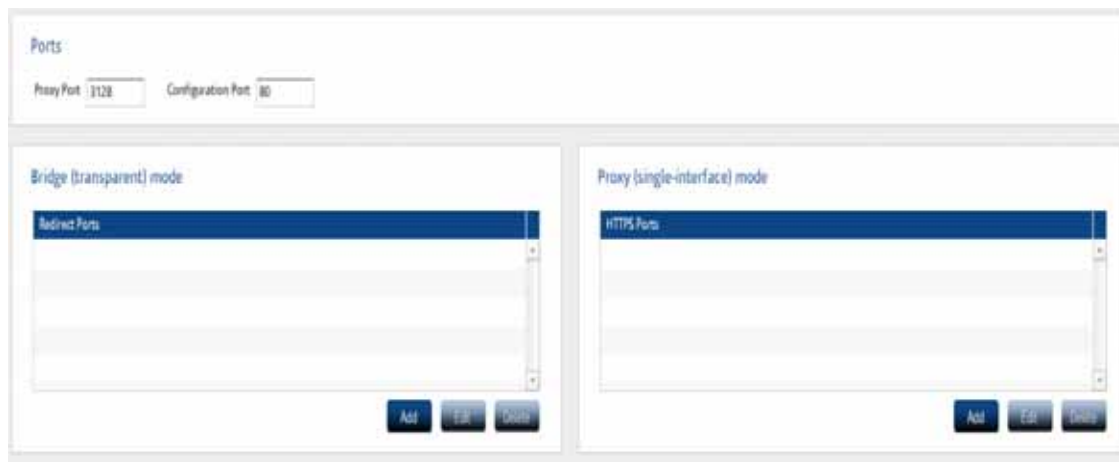 Ports
Proxy Port 3128 Configuration Port 80
Bridge (transparent) mode
Redirect Ports
Add Edit Delete
Proxy (single-interface) mode
HTTPS Ports
Add Edit Delete